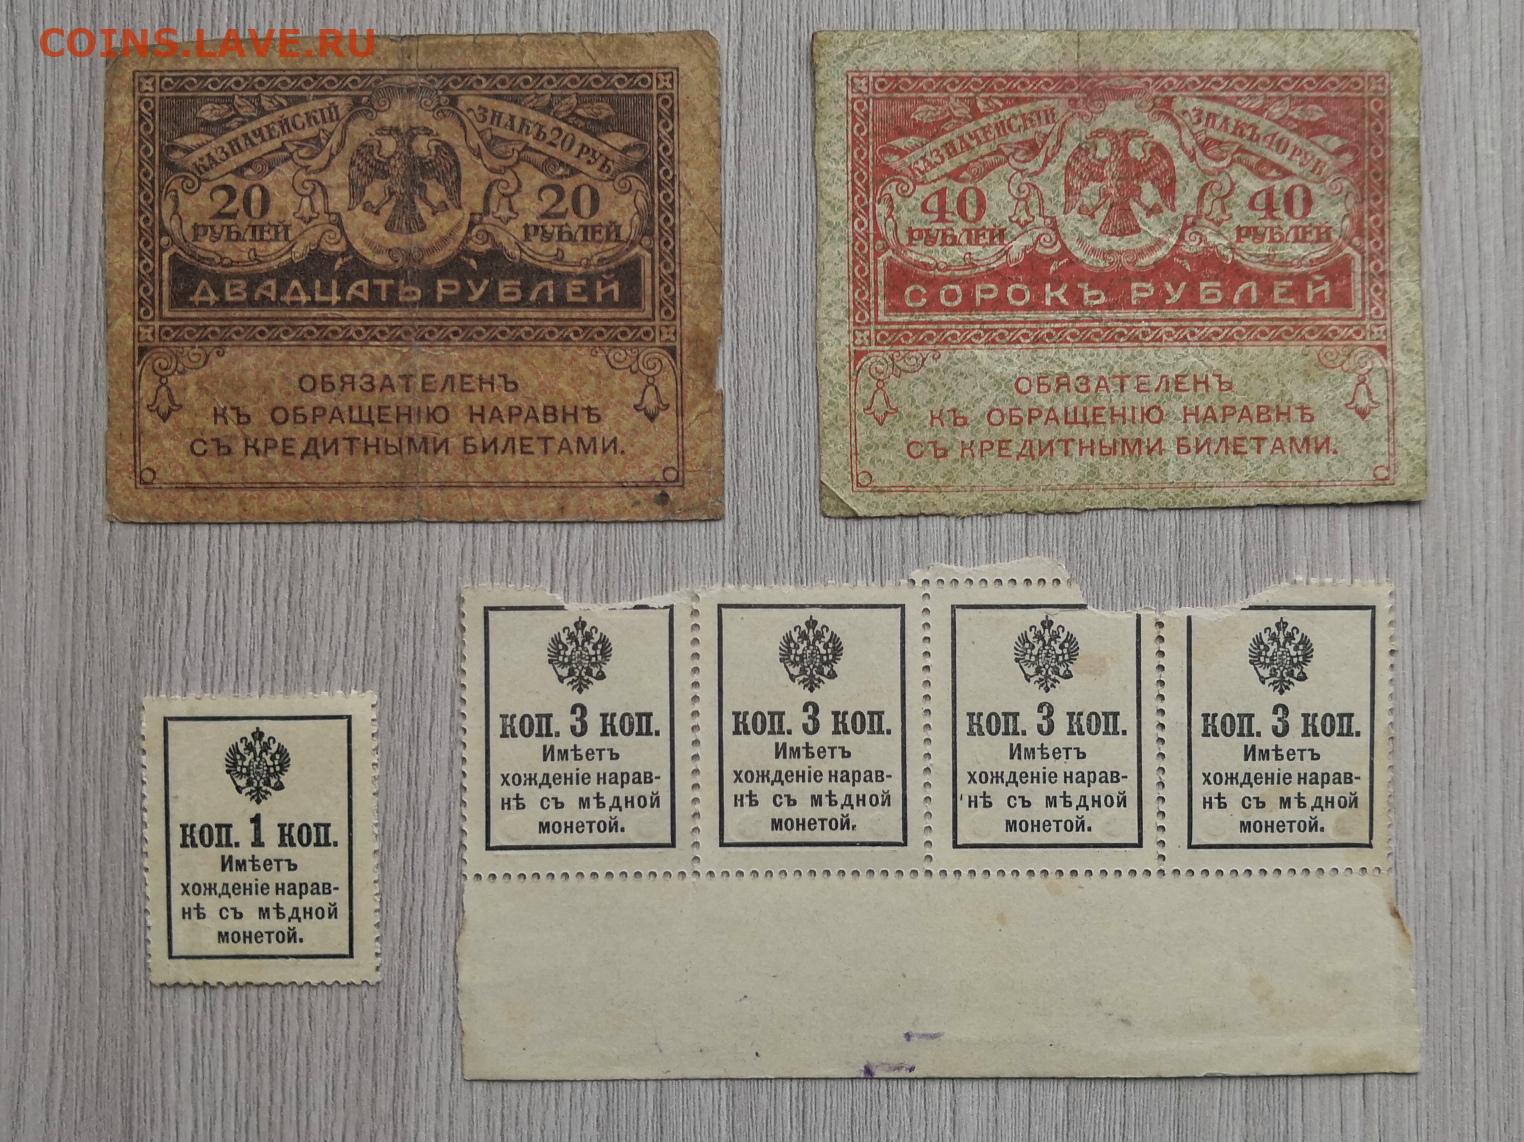 COINS.LAVE.RU
КАЗНАЧЕЙСКІЙ ЗНАКЪ 20 РУБ.
20 20
РУБЛЕЙ РУБЛЕЙ
ДВАДЦАТЬ РУБЛЕЙ
ОБЯЗАТЕЛЕНЪ
КЪ ОБРАЩЕНІЮ НАРАВНѢ
СЪ КРЕДИТНЫМИ БИЛЕТАМИ.
КАЗНАЧЕЙСКІЙ ЗНАКЪ 40 РУБ.
40 40
РУБЛЕЙ РУБЛЕЙ
СОРОКЪ РУБЛЕЙ
ОБЯЗАТЕЛЕНЪ
КЪ ОБРАЩЕНІЮ НАРАВНѢ
СЪ КРЕДИТНЫМИ БИЛЕТАМИ.
КОП. 1 КОП.
Имѣетъ
хожденіе нарав-
нѣ съ мѣдной
монетой.
КОП. 3 КОП.
Имѣетъ
хожденіе нарав-
нѣ съ мѣдной
монетой.
КОП. 3 КОП.
Имѣетъ
хожденіе нарав-
нѣ съ мѣдной
монетой.
КОП. 3 КОП.
Имѣетъ
хожденіе нарав-
нѣ съ мѣдной
монетой.
КОП. 3 КОП.
Имѣетъ
хожденіе нарав-
нѣ съ мѣдной
монетой.